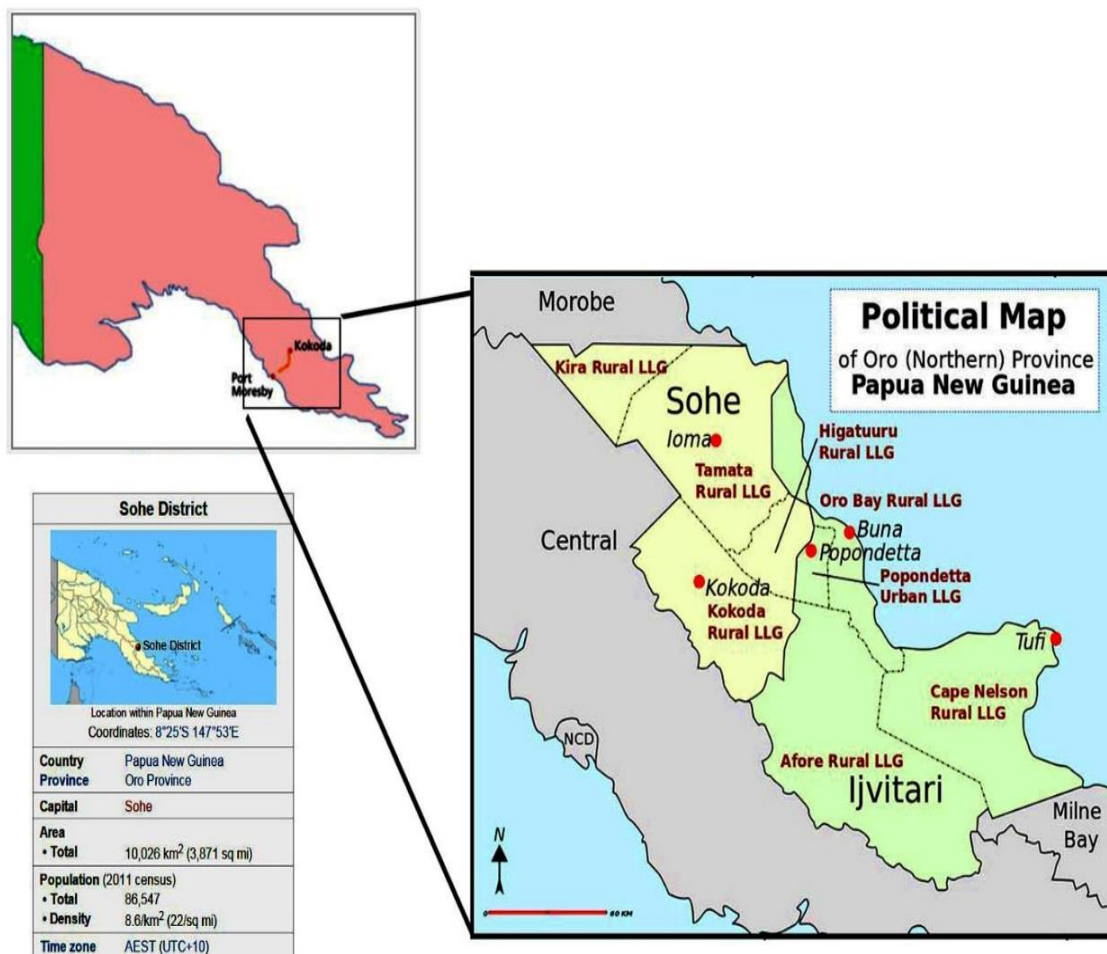 Kokoda
Port
Moresby
Sohe District
Sohe District
Location within Papua New Guinea
Coordinates: 8°25'S 147°53'E
Country Papua New Guinea
Province Oro Province
Capital Sohe
Area
• Total 10,026 km² (3,871 sq mi)
Population (2011 census)
• Total 86,547
• Density 8.6/km² (22/sq mi)
Time zone AEST (UTC+10)
Political Map
of Oro (Northern) Province
Papua New Guinea
Morobe
Kira Rural LLG
Sohe
Ioma
Tamata
Rural LLG
Higatuuru
Rural LLG
Oro Bay Rural LLG
Buna
Popondetta
Popondetta
Urban LLG
Central
Kokoda
Kokoda
Rural LLG
Tufi
Cape Nelson
Rural LLG
NCD
Afore Rural LLG
Ijvitari
Milne
Bay
N
0 60 KM